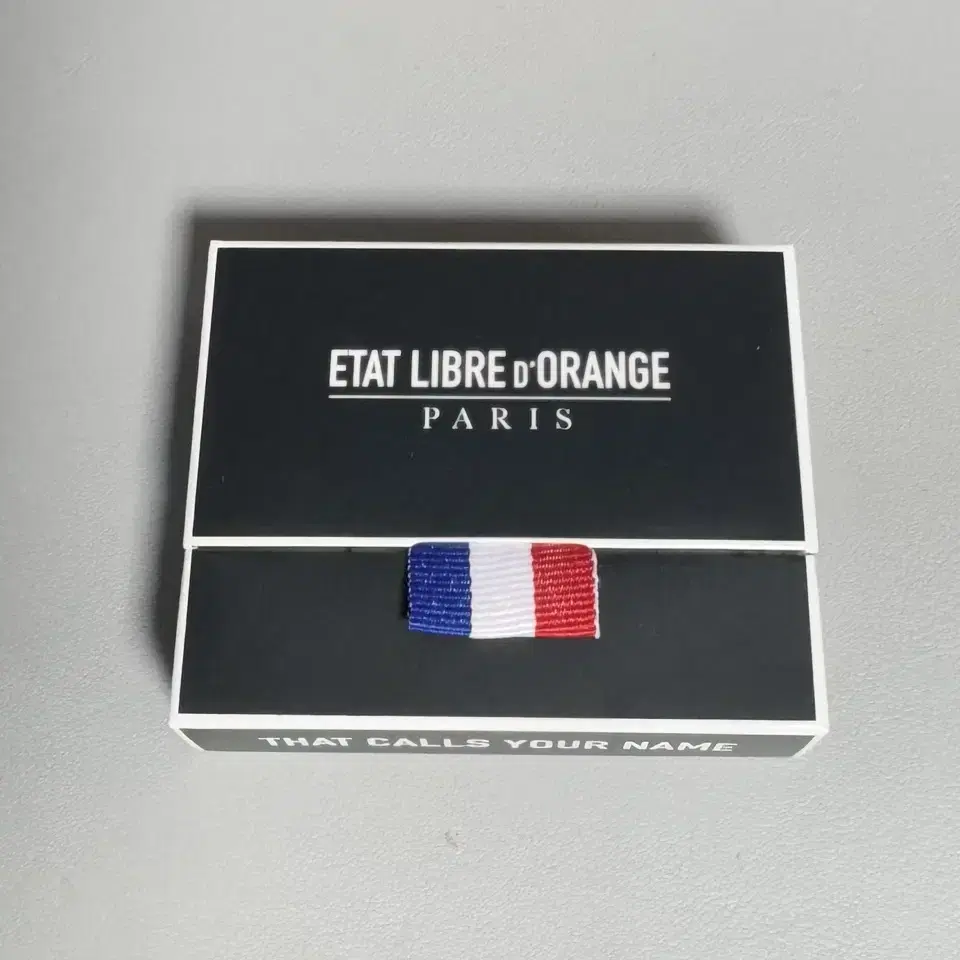 ETAT LIBRE D'ORANGE
PARIS
THAT CALLS YOUR NAME